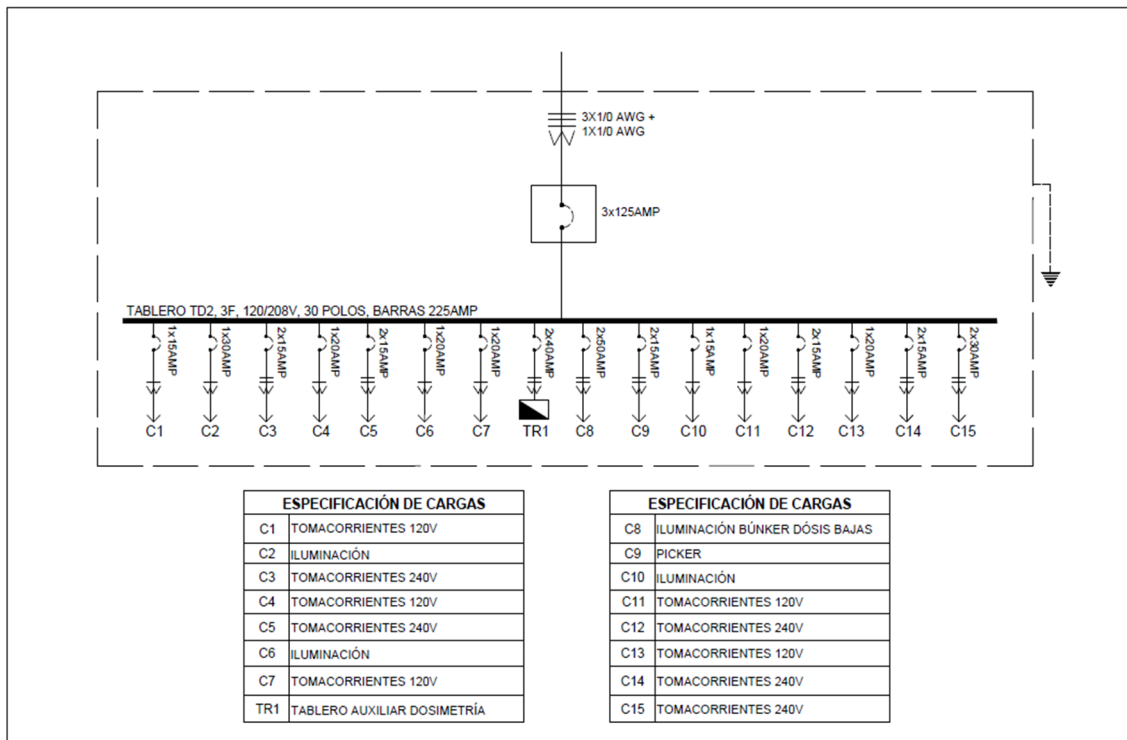 3X1/0 AWG +
1X1/0 AWG
3x125AMP
TABLERO TD2, 3F, 120/208V, 30 POLOS, BARRAS 225AMP
1x15AMP
1x30AMP
2x15AMP
1x20AMP
2x15AMP
1x20AMP
1x20AMP
2x40AMP
2x50AMP
2x15AMP
1x15AMP
1x20AMP
2x15AMP
1x20AMP
2x15AMP
2x30AMP
C1 C2 C3 C4 C5 C6 C7 TR1 C8 C9 C10 C11 C12 C13 C14 C15
ESPECIFICACIÓN DE CARGAS
C1 TOMACORRIENTES 120V
C2 ILUMINACIÓN
C3 TOMACORRIENTES 240V
C4 TOMACORRIENTES 120V
C5 TOMACORRIENTES 240V
C6 ILUMINACIÓN
C7 TOMACORRIENTES 120V
TR1 TABLERO AUXILIAR DOSIMETRÍA
ESPECIFICACIÓN DE CARGAS
C8 ILUMINACIÓN BÚNKER DÓSIS BAJAS
C9 PICKER
C10 ILUMINACIÓN
C11 TOMACORRIENTES 120V
C12 TOMACORRIENTES 240V
C13 TOMACORRIENTES 120V
C14 TOMACORRIENTES 240V
C15 TOMACORRIENTES 240V